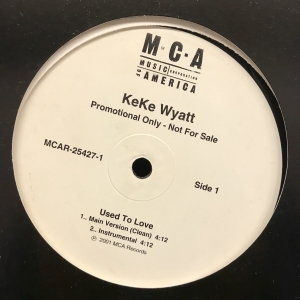 M·C·A
MUSIC CORPORATION
OF AMERICA
KeKe Wyatt
Promotional Only - Not For Sale
MCAR-25427-1
Side 1
Used To Love
1.. Main Version (Clean) 4:12
2.. Instrumental 4:12
℗ 2001 MCA Records